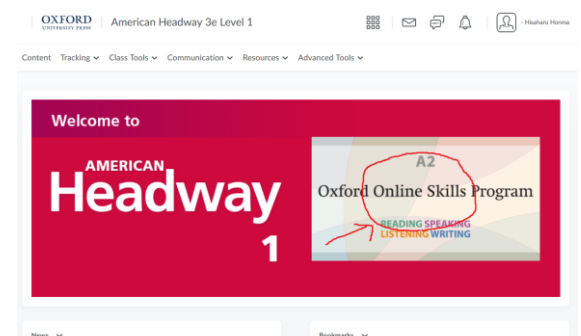 OXFORD
UNIVERSITY PRESS
American Headway 3e Level 1
- Hisaharu Honma
Content Tracking Class Tools Communication Resources Advanced Tools
Welcome to
AMERICAN
Headway
1
A2
Oxford Online Skills Program
READING SPEAKING
LISTENING WRITING
News
Bookmarks